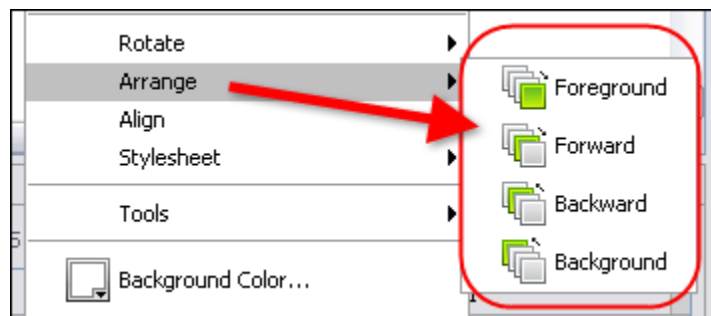 Rotate
Arrange
Align
Stylesheet
Tools
Background Color...
Foreground
Forward
Backward
Background